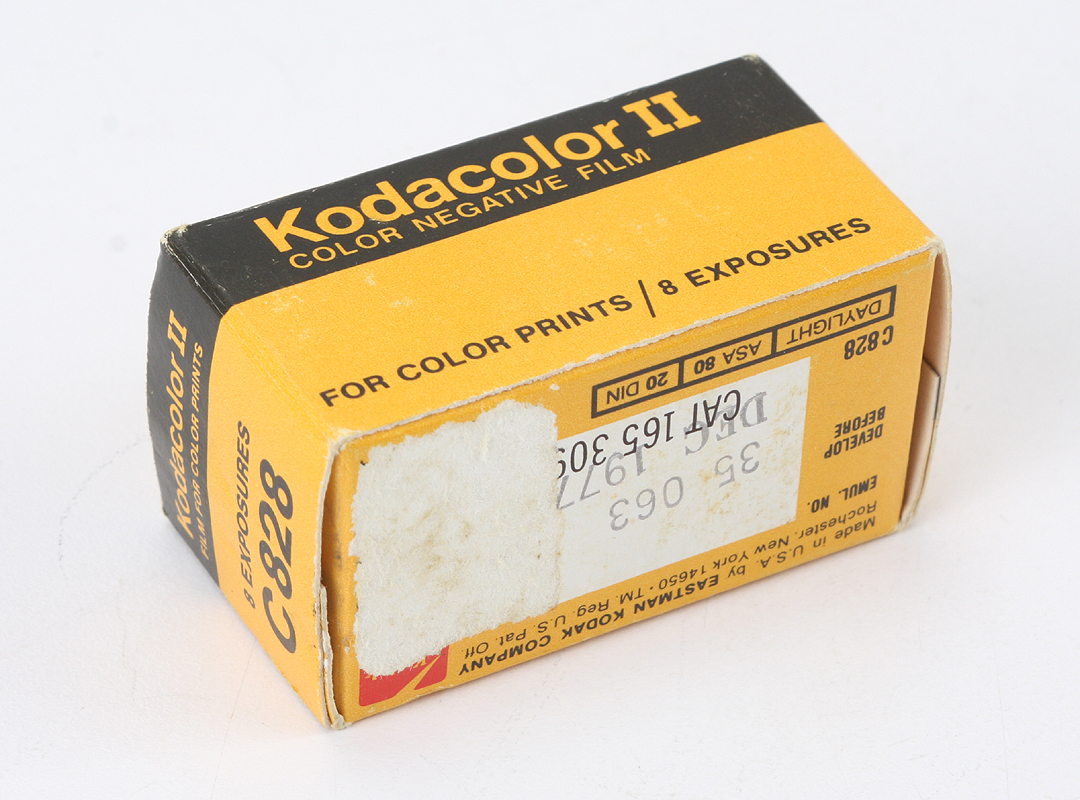 Kodacolor II
COLOR NEGATIVE FILM
FOR COLOR PRINTS / 8 EXPOSURES
Kodacolor II
FILM FOR COLOR PRINTS
8 EXPOSURES
C 828
C 828
DAYLIGHT ASA 80 20 DIN
CAT 165 309
DEVELOP
BEFORE
DEC 1977
EMUL. NO.
35 063
Made in U.S.A. by EASTMAN KODAK COMPANY
Rochester, New York 14650 · TM. Reg. U.S. Pat. Off.